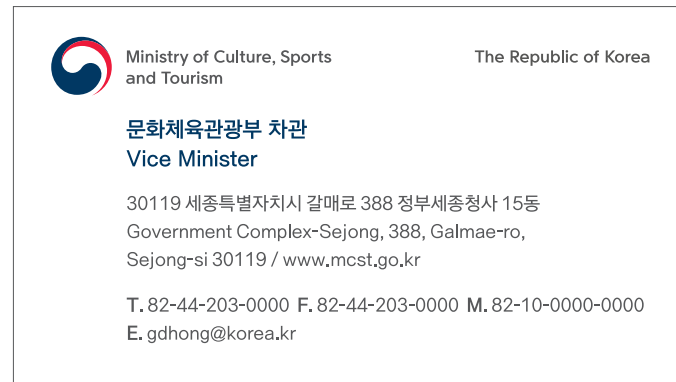 Ministry of Culture, Sports
and Tourism
The Republic of Korea
문화체육관광부 차관
Vice Minister
30119 세종특별자치시 갈매로 388 정부세종청사 15동
Government Complex-Sejong, 388, Galmae-ro,
Sejong-si 30119 / www.mcst.go.kr
T. 82-44-203-0000 F. 82-44-203-0000 M. 82-10-0000-0000
E. gdhong@korea.kr